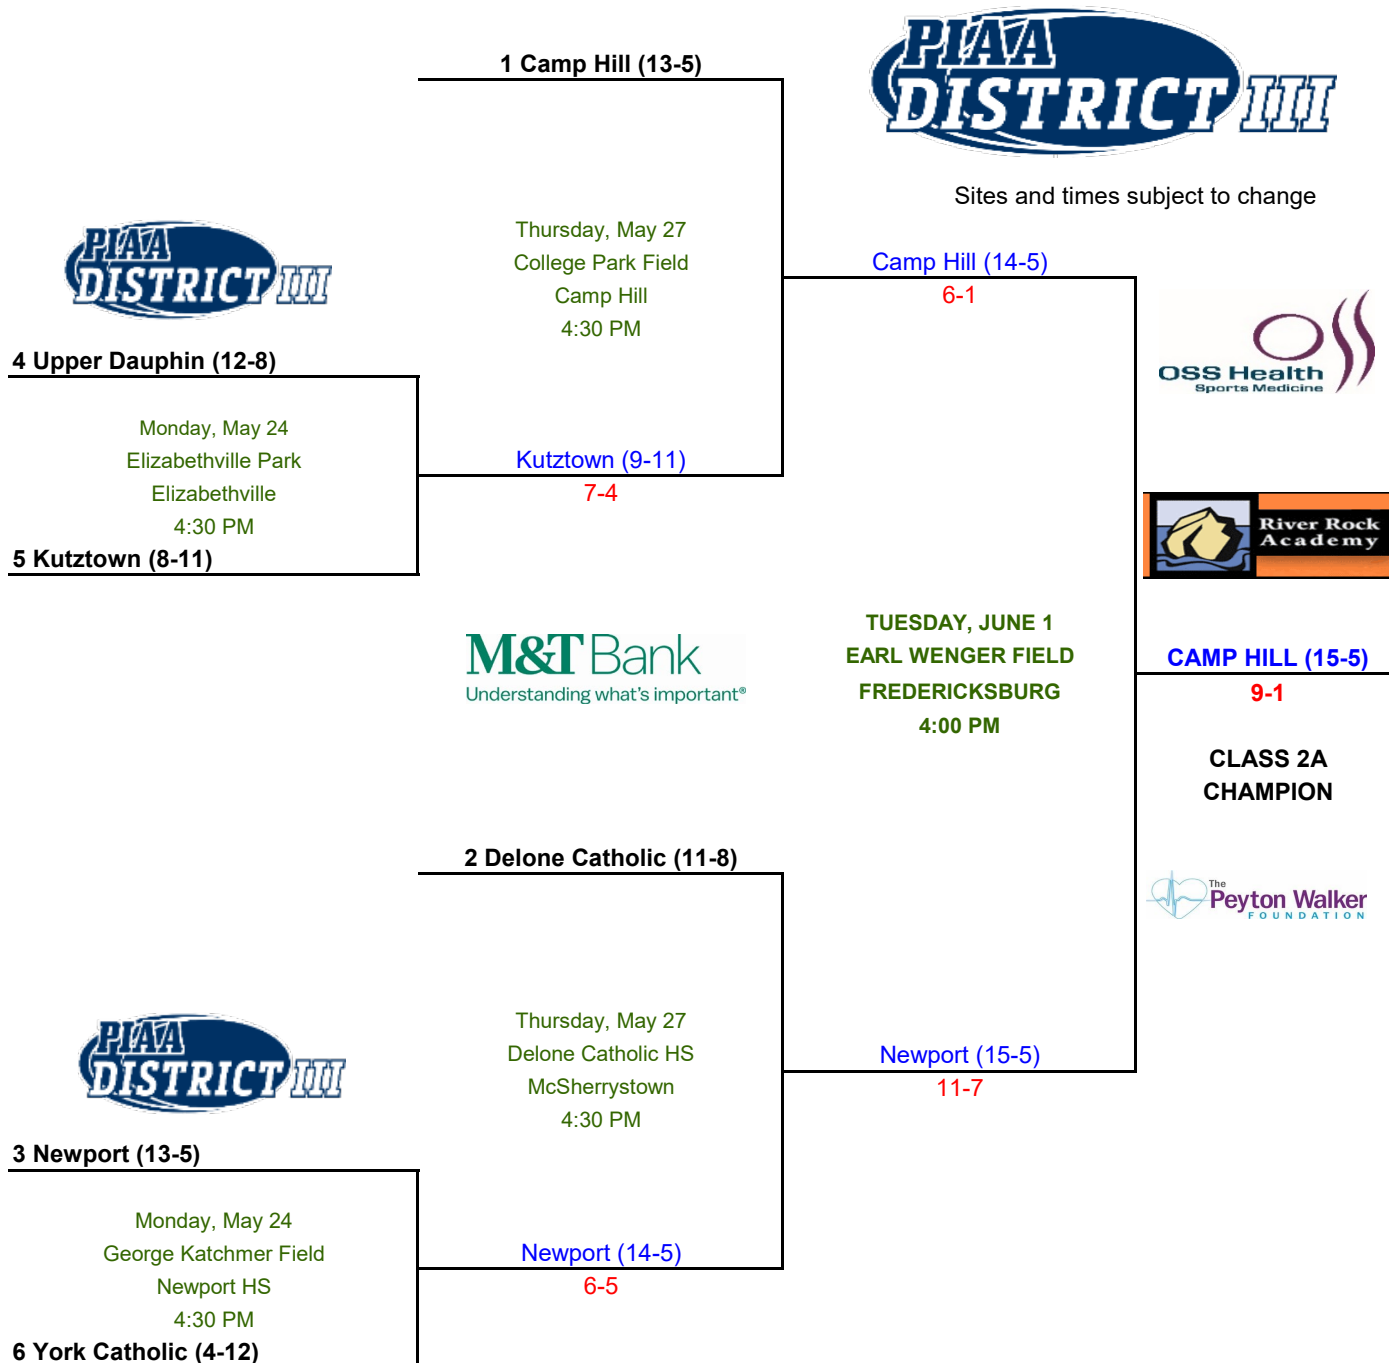 1 Camp Hill (13-5)
PIAA
DISTRICT III
Sites and times subject to change
PIAA
DISTRICT III
Thursday, May 27
College Park Field
Camp Hill
4:30 PM
Camp Hill (14-5)
6-1
OSS Health
Sports Medicine
4 Upper Dauphin (12-8)
Monday, May 24
Elizabethville Park
Elizabethville
4:30 PM
5 Kutztown (8-11)
Kutztown (9-11)
7-4
River Rock
Academy
M&T Bank
Understanding what's important®
TUESDAY, JUNE 1
EARL WENGER FIELD
FREDERICKSBURG
4:00 PM
CAMP HILL (15-5)
9-1
CLASS 2A
CHAMPION
2 Delone Catholic (11-8)
The
Peyton Walker
FOUNDATION
PIAA
DISTRICT III
Thursday, May 27
Delone Catholic HS
McSherrystown
4:30 PM
Newport (15-5)
11-7
3 Newport (13-5)
Monday, May 24
George Katchmer Field
Newport HS
4:30 PM
6 York Catholic (4-12)
Newport (14-5)
6-5